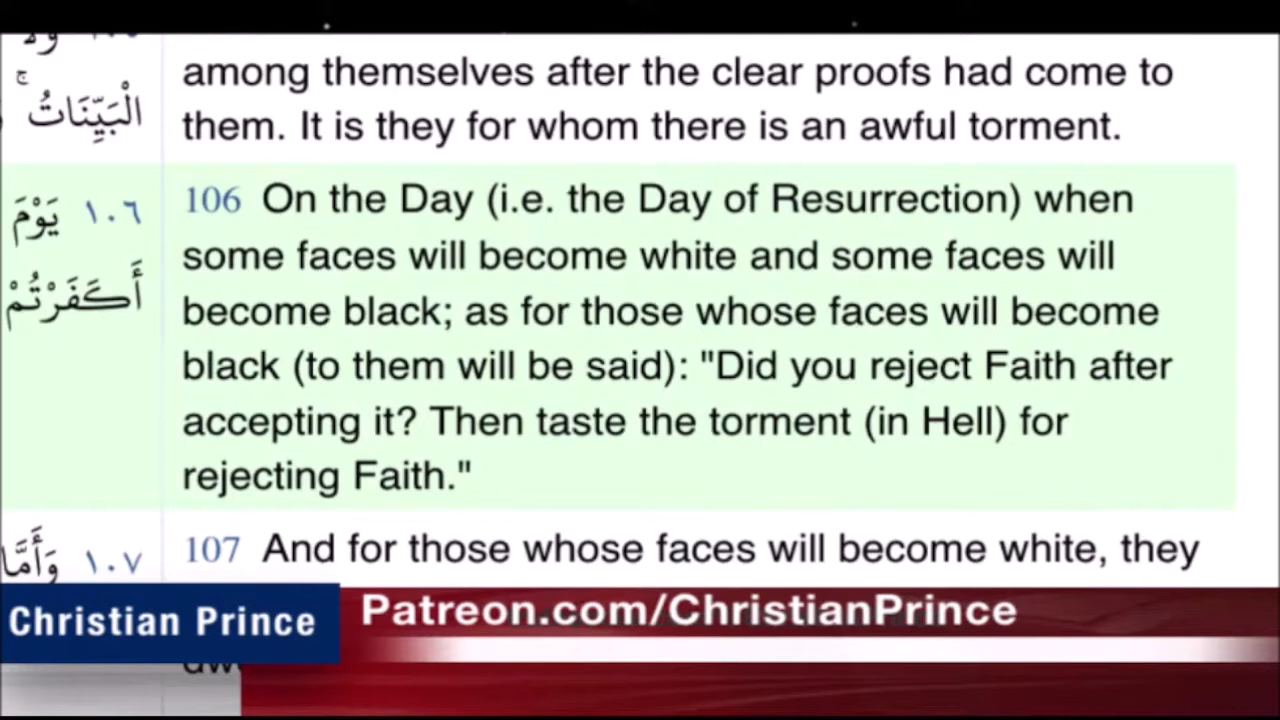 among themselves after the clear proofs had come to
الْبَيِّنَاتُ ۚ
them. It is they for whom there is an awful torment.
١٠٦ يَوْمَ
106 On the Day (i.e. the Day of Resurrection) when
some faces will become white and some faces will
أَكَفَرْتُمْ
become black; as for those whose faces will become
black (to them will be said): "Did you reject Faith after
accepting it? Then taste the torment (in Hell) for
rejecting Faith."
١٠٧ وَأَمَّا
107 And for those whose faces will become white, they
Christian Prince
Patreon.com/ChristianPrince